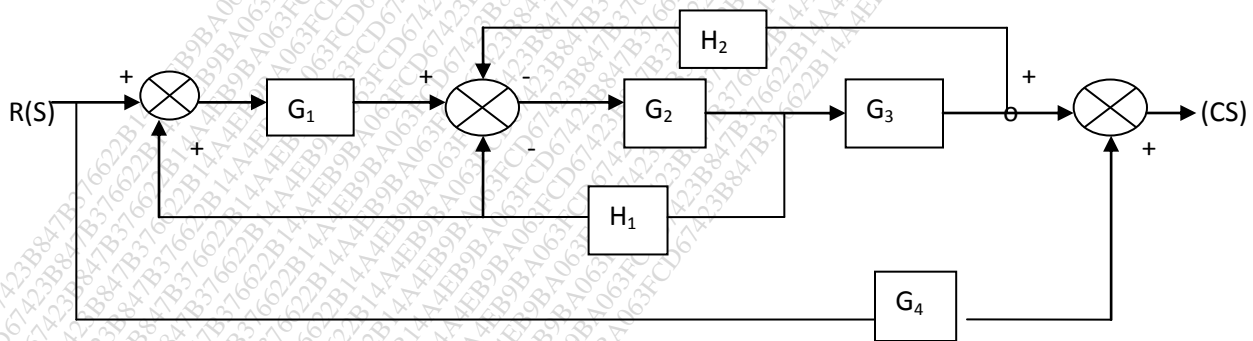 H₂
+
+
-
+
R(S)
G₁
G₂
G₃
(CS)
+
-
+
H₁
G₄